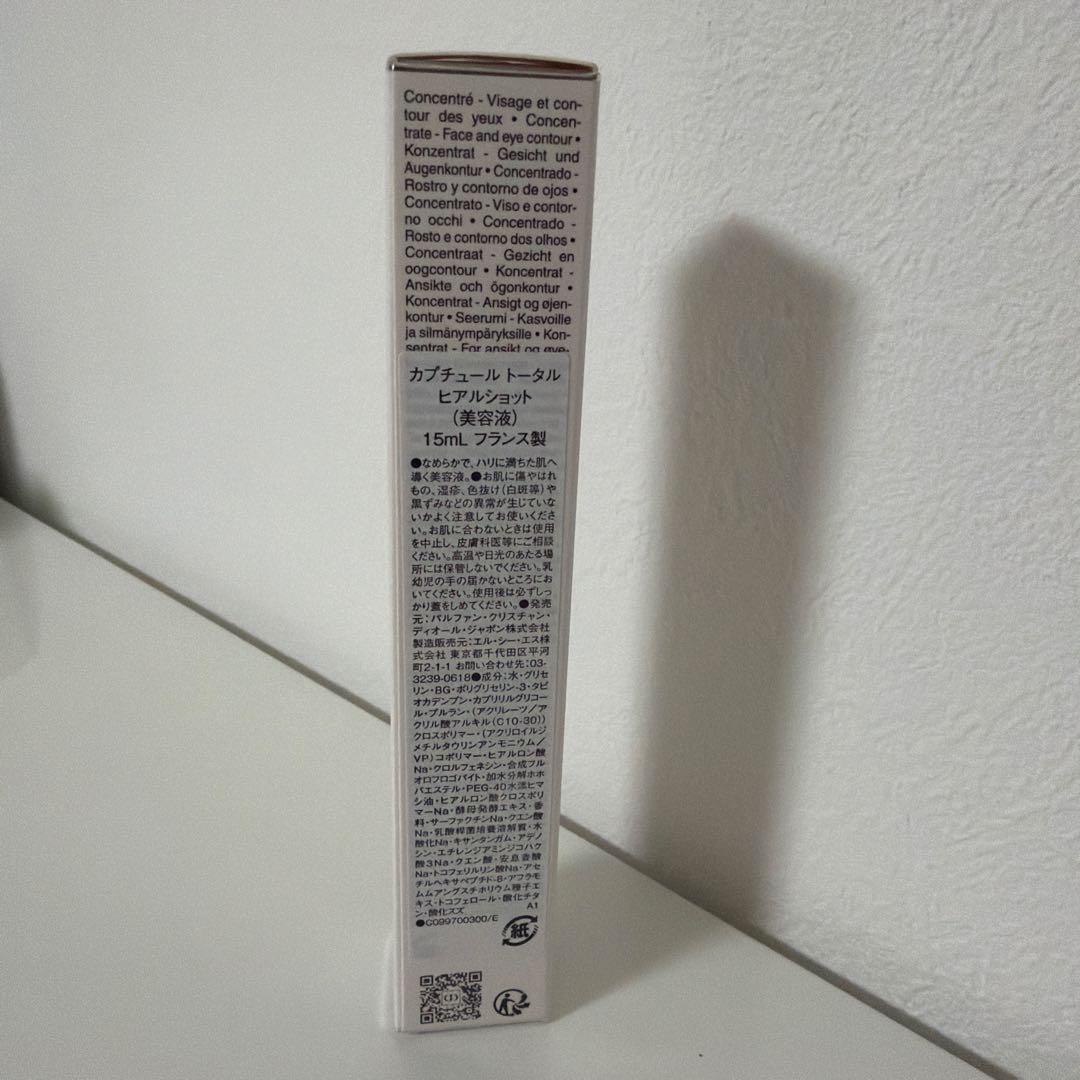 Concentré - Visage et con-
tour des yeux • Concen-
trate - Face and eye contour •
Konzentrat - Gesicht und
Augenkontur • Concentrado -
Rostro y contorno de ojos •
Concentrato - Viso e contor-
no occhi • Concentrado -
Rosto e contorno dos olhos •
Concentraat - Gezicht en
oogcontour • Koncentrat -
Ansikte och ögonkontur •
Koncentrat - Ansigt og øjen-
kontur • Seerumi - Kasvoille
ja silmänympäryksille • Kon-
sentrat - For ansikt og øye-
カプチュール トータル
ヒアルショット
(美容液)
15mL フランス製
●なめらかで、ハリに満ちた肌へ
導く美容液。●お肌に傷やはれ
もの、湿疹、色抜け(白斑等)や
黒ずみなどの異常が生じていな
いかよく注意してお使いくださ
い。お肌に合わないときは使用
を中止し、皮膚科医等にご相談
ください。高温や日光のあたる場
所には保管しないでください。乳
幼児の手の届かないところにお
いてください。使用後は必ずしっ
かり蓋をしめてください。●発売
元:パルファン・クリスチャン・
ディオール・ジャポン株式会社
製造販売元:エル・シー・エス株
式会社 東京都千代田区平河
町2-1-1 お問い合わせ先:03-
3239-0618●成分:水・グリセ
リン・BG・ポリグリセリン-3・タピ
オカデンプン・カプリリルグリコー
ル・プルラン・(アクリレーツ/ア
クリル酸アルキル(C10-30))
クロスポリマー・(アクリロイルジ
メチルタウリンアンモニウム/
VP)コポリマー・ヒアルロン酸
Na・クロルフェネシン・合成フル
オロフロゴパイト・加水分解ホホ
バエステル・PEG-40水添ヒマ
シ油・ヒアルロン酸クロスポリ
マーNa・酵母発酵エキス・香
料・サーファクチンNa・クエン酸
Na・乳酸桿菌培養溶解質・水
酸化Na・キサンタンガム・アデノ
シン・エチレンジアミンジコハク
酸3Na・クエン酸・安息香酸
Na・トコフェリルリン酸Na・アセ
チルヘキサペプチド-8・アフラモ
ムムアングスチホリウム種子エ
キス・トコフェロール・酸化チタ
ン・酸化スズ A1
●C099700300/E
紙